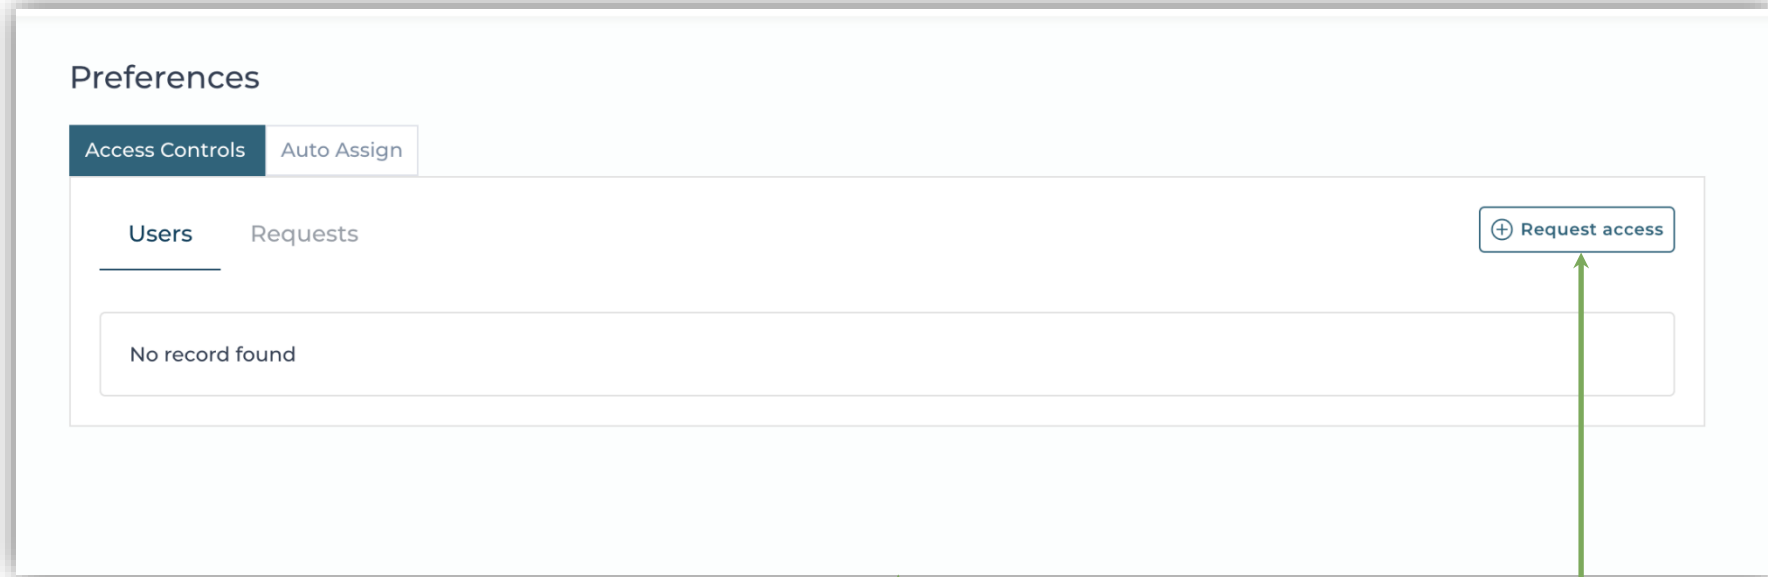 Preferences
Access Controls Auto Assign
Users Requests Request access
No record found